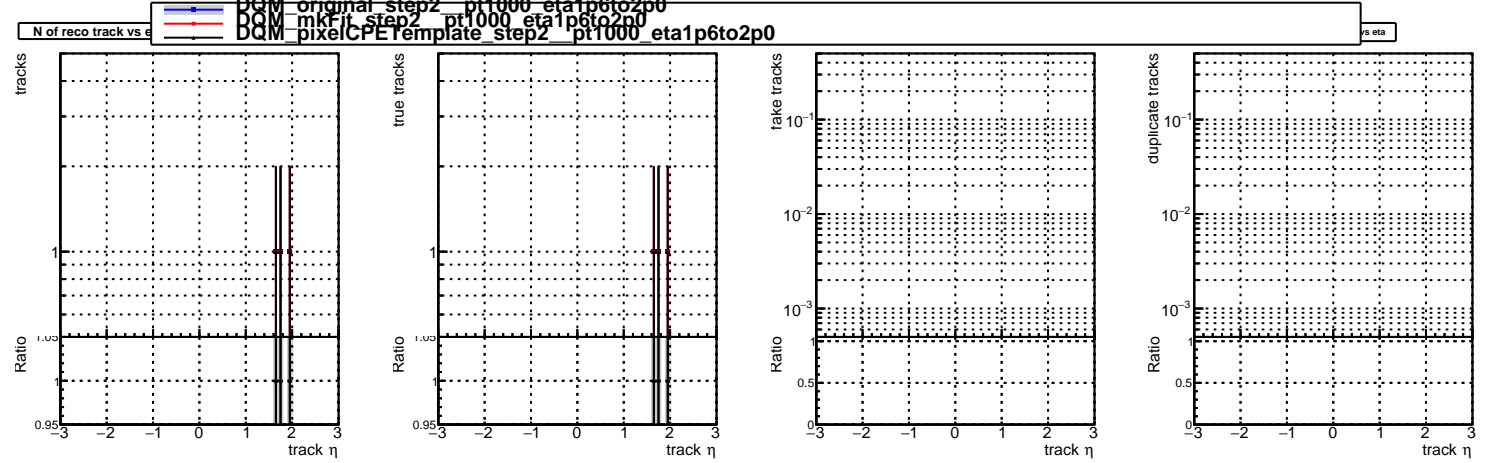 DQM_original_step2__pt1000_eta1p6to2p0
DQM_mkFit_step2__pt1000_eta1p6to2p0
DQM_pixelCPETemplate_step2__pt1000_eta1p6to2p0
N of reco track vs e
vs eta
tracks
1
Ratio
1.05
1
0.95
−3 −2 −1 0 1 2 3
track η
true tracks
1
Ratio
1.05
1
0.95
−3 −2 −1 0 1 2 3
track η
fake tracks
10⁻¹
10⁻²
10⁻³
Ratio
1
0.5
0
−3 −2 −1 0 1 2 3
track η
duplicate tracks
10⁻¹
10⁻²
10⁻³
Ratio
1
0.5
0
−3 −2 −1 0 1 2 3
track η